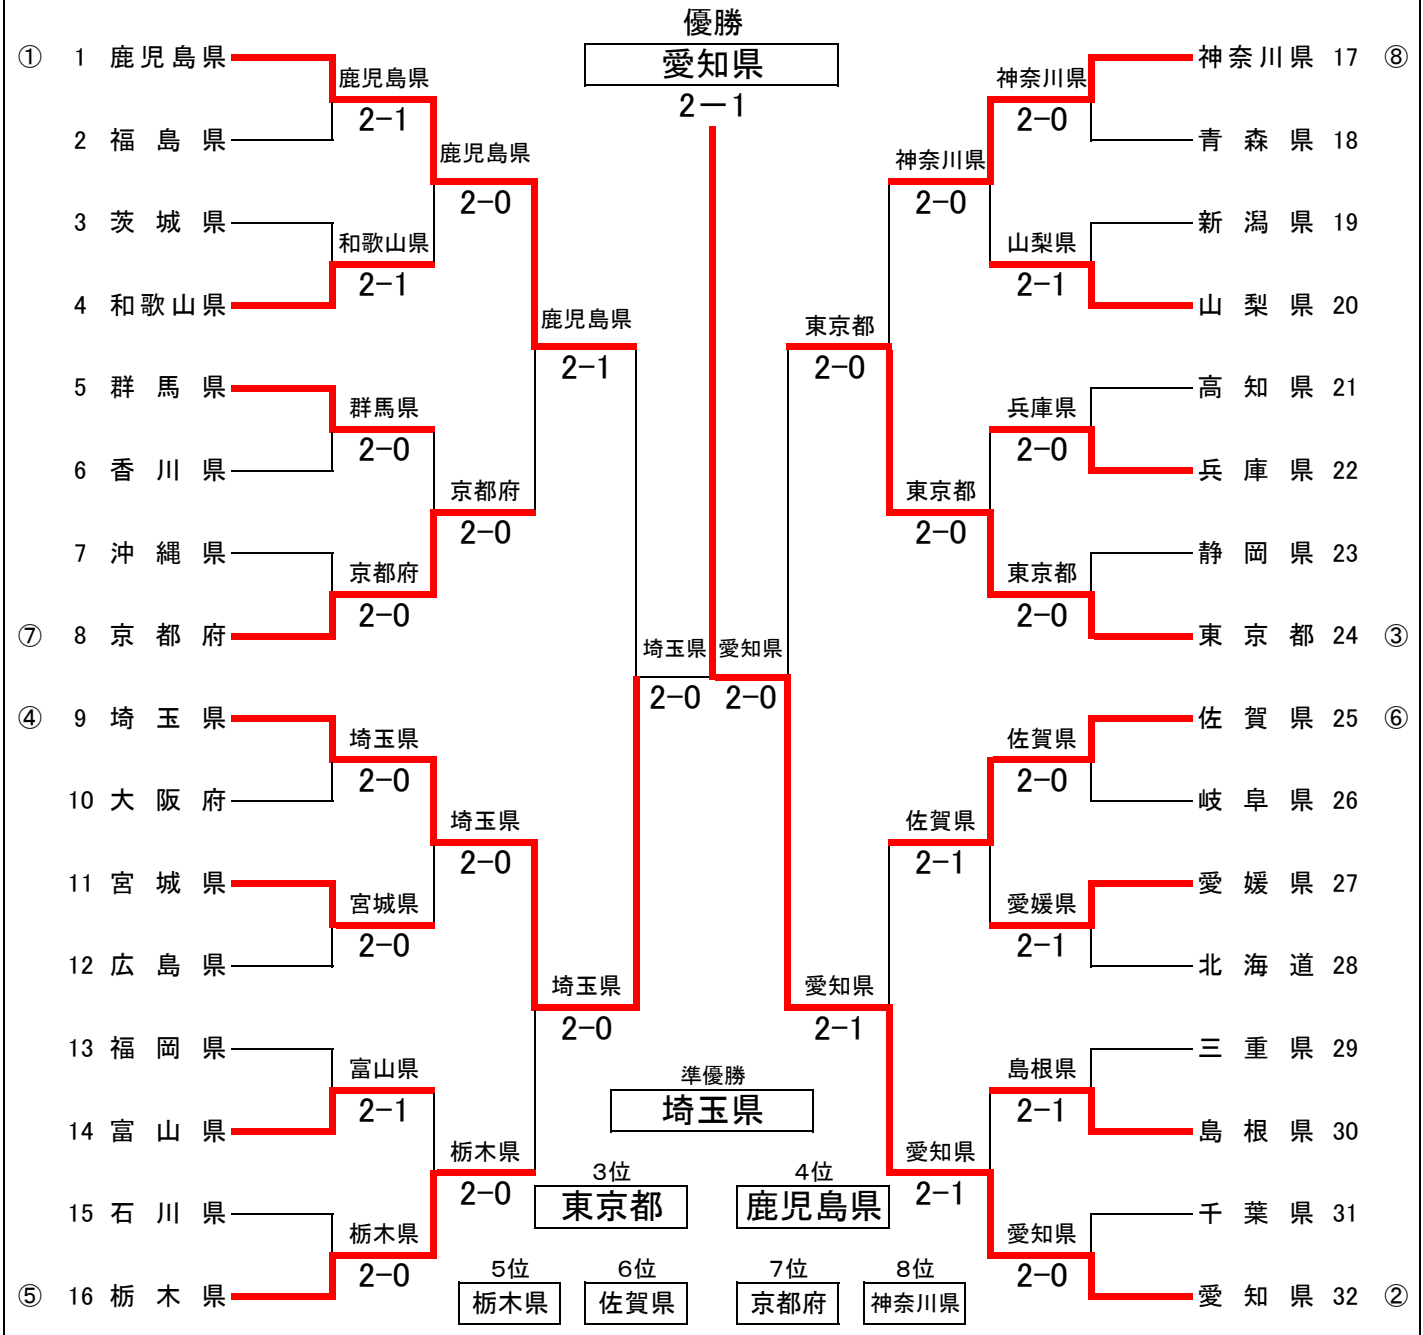 優勝
愛知県
2－1
① 1 鹿児島県
2 福島県
3 茨城県
4 和歌山県
5 群馬県
6 香川県
7 沖縄県
⑦ 8 京都府
④ 9 埼玉県
10 大阪府
11 宮城県
12 広島県
13 福岡県
14 富山県
15 石川県
⑤ 16 栃木県
鹿児島県
2-1
和歌山県
2-1
群馬県
2-0
京都府
2-0
埼玉県
2-0
宮城県
2-0
富山県
2-1
栃木県
2-0
鹿児島県
2-0
京都府
2-0
埼玉県
2-0
栃木県
2-0
鹿児島県
2-1
埼玉県
2-0
埼玉県 愛知県
2-0 2-0
東京都
2-0
愛知県
2-1
神奈川県
2-0
東京都
2-0
佐賀県
2-1
愛知県
2-1
神奈川県
2-0
山梨県
2-1
兵庫県
2-0
東京都
2-0
佐賀県
2-0
愛媛県
2-1
島根県
2-1
愛知県
2-0
神奈川県 17 ⑧
青森県 18
新潟県 19
山梨県 20
高知県 21
兵庫県 22
静岡県 23
東京都 24 ③
佐賀県 25 ⑥
岐阜県 26
愛媛県 27
北海道 28
三重県 29
島根県 30
千葉県 31
愛知県 32 ②
準優勝
埼玉県
3位 4位
東京都 鹿児島県
5位 6位 7位 8位
栃木県 佐賀県 京都府 神奈川県